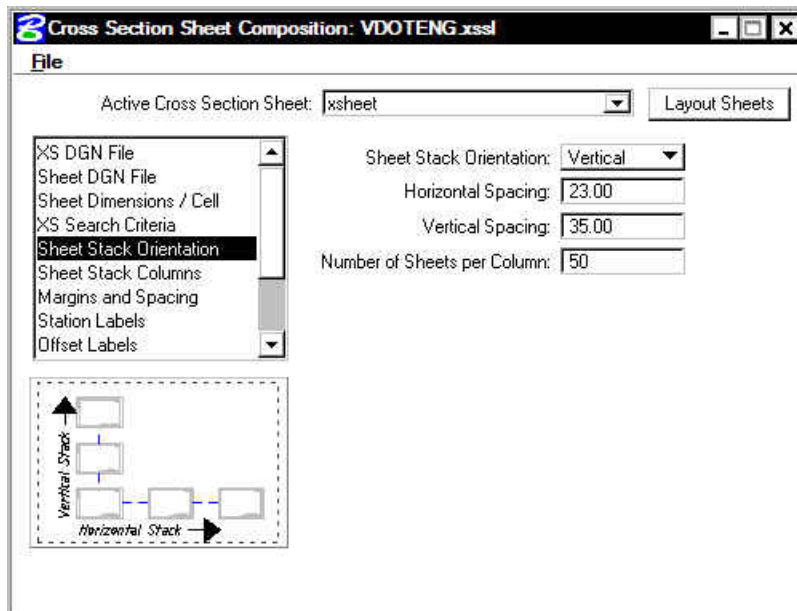 Cross Section Sheet Composition: VDOTENG.xssl
File
Active Cross Section Sheet: xsheet Layout Sheets
XS DGN File
Sheet DGN File
Sheet Dimensions / Cell
XS Search Criteria
Sheet Stack Orientation
Sheet Stack Columns
Margins and Spacing
Station Labels
Offset Labels
Sheet Stack Orientation: Vertical
Horizontal Spacing: 23.00
Vertical Spacing: 35.00
Number of Sheets per Column: 50
Vertical Stack
Horizontal Stack